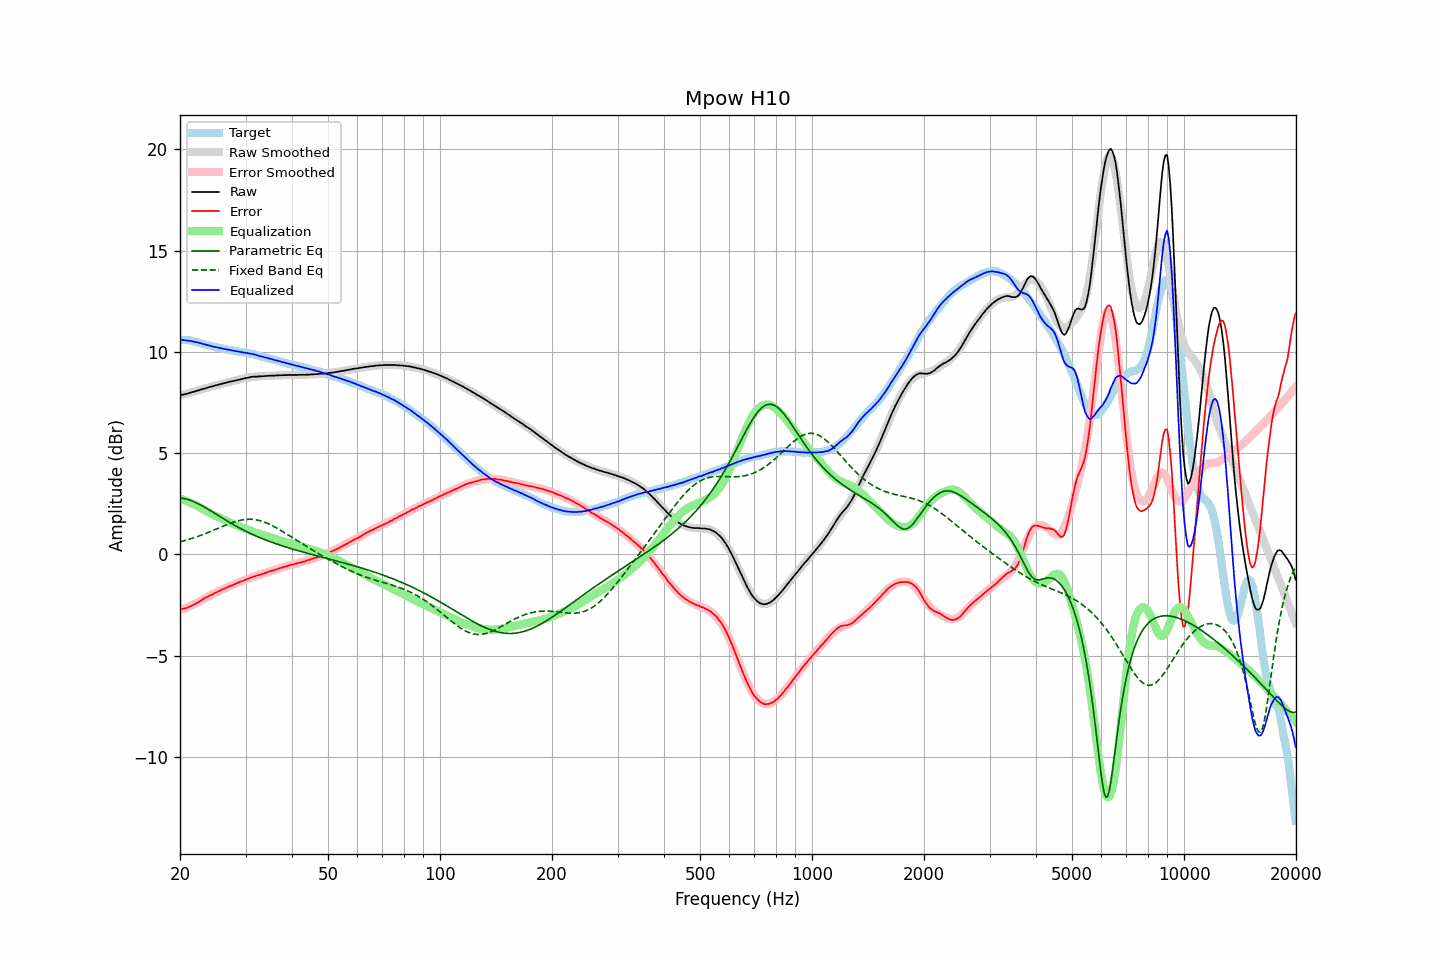 Mpow H10
Target
Raw Smoothed
Error Smoothed
Raw
Error
Equalization
Parametric Eq
Fixed Band Eq
Equalized
Amplitude (dBr)
20
15
10
5
0
−5
−10
20 50 100 200 500 1000 2000 5000 10000 20000
Frequency (Hz)